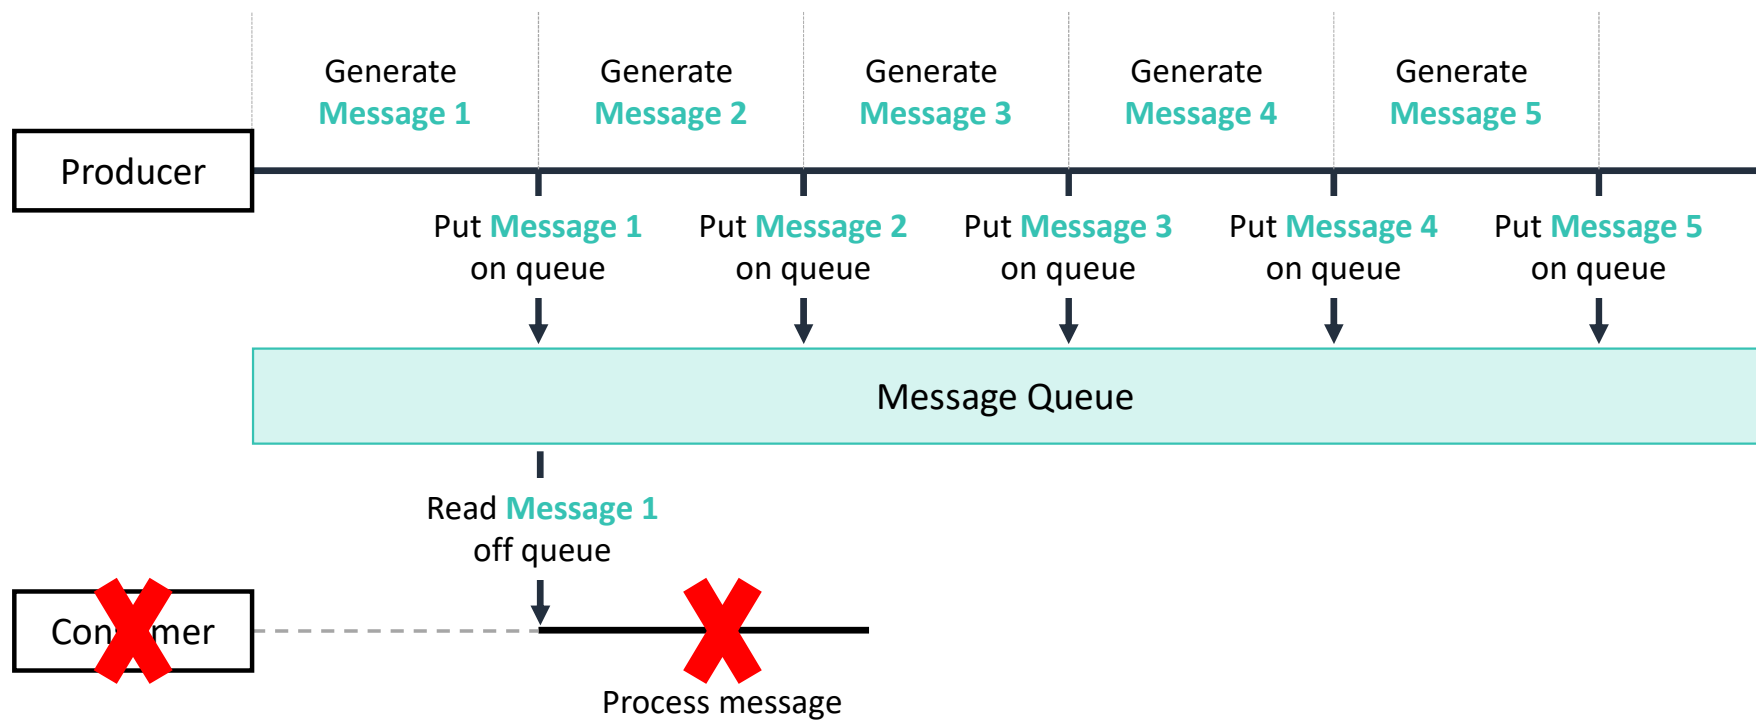 Generate
Message 1
Generate
Message 2
Generate
Message 3
Generate
Message 4
Generate
Message 5
Producer
Put Message 1
on queue
Put Message 2
on queue
Put Message 3
on queue
Put Message 4
on queue
Put Message 5
on queue
Message Queue
Read Message 1
off queue
Consumer
Process message